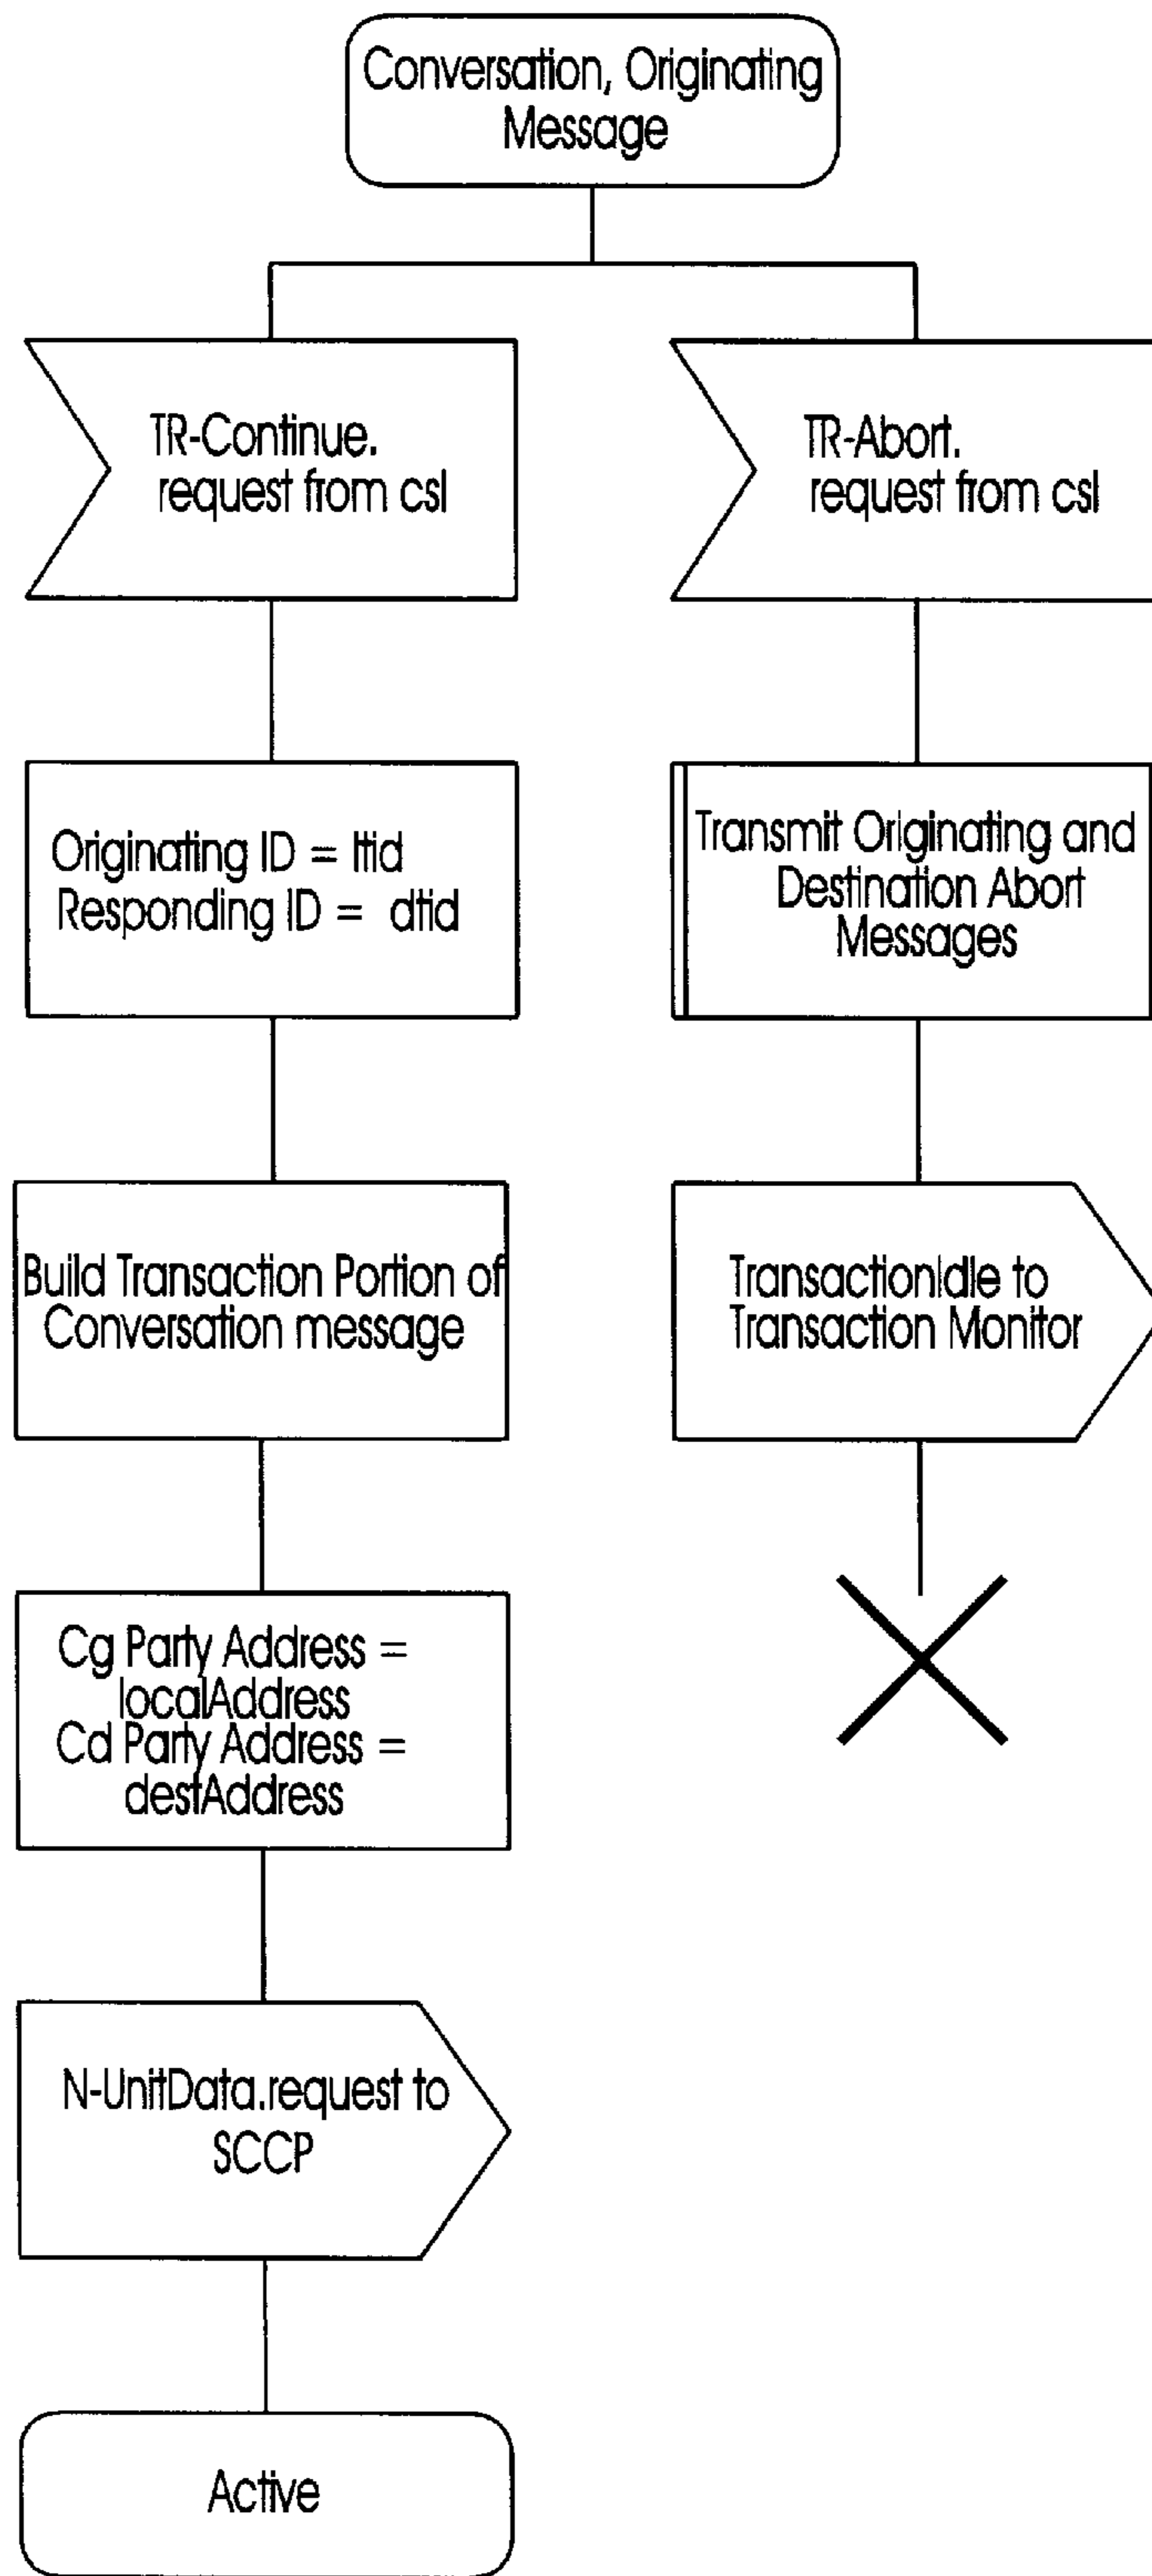 Conversation, Originating
Message
TR-Continue.
request from csl
TR-Abort.
request from csl
Originating ID = ltid
Responding ID = dtid
Transmit Originating and
Destination Abort
Messages
Build Transaction Portion of
Conversation message
TransactionIdle to
Transaction Monitor
Cg Party Address =
localAddress
Cd Party Address =
destAddress
N-UnitData.request to
SCCP
Active